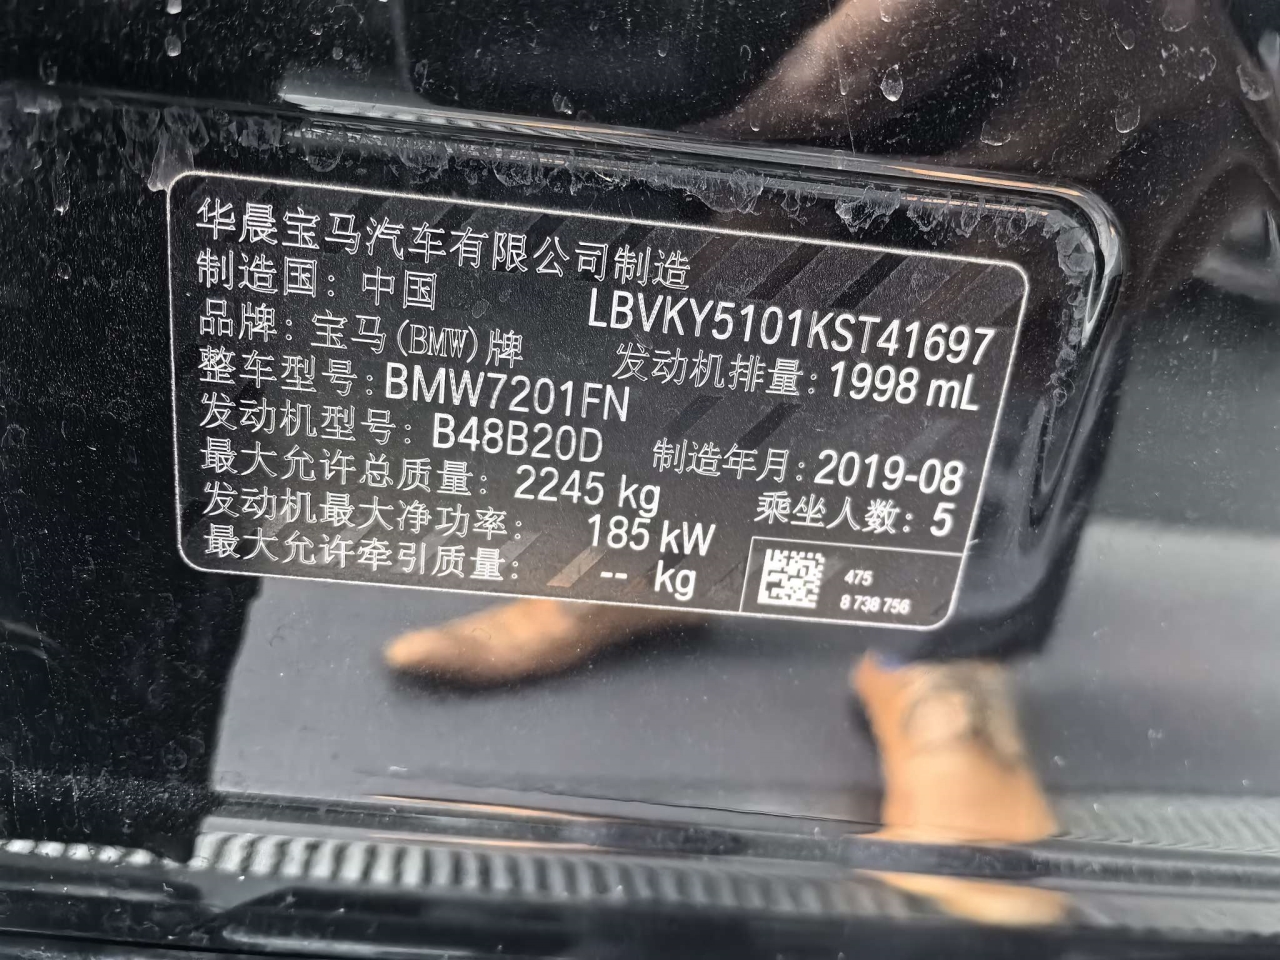 华晨宝马汽车有限公司制造
制造国：中国
LBVKY5101KST41697
品牌：宝马(BMW)牌
发动机排量：1998 mL
整车型号：BMW7201FN
发动机型号：B48B20D
制造年月：2019-08
最大允许总质量：2245 kg
乘坐人数：5
发动机最大净功率：185 kW
最大允许牵引质量：-- kg
475
8 738 756